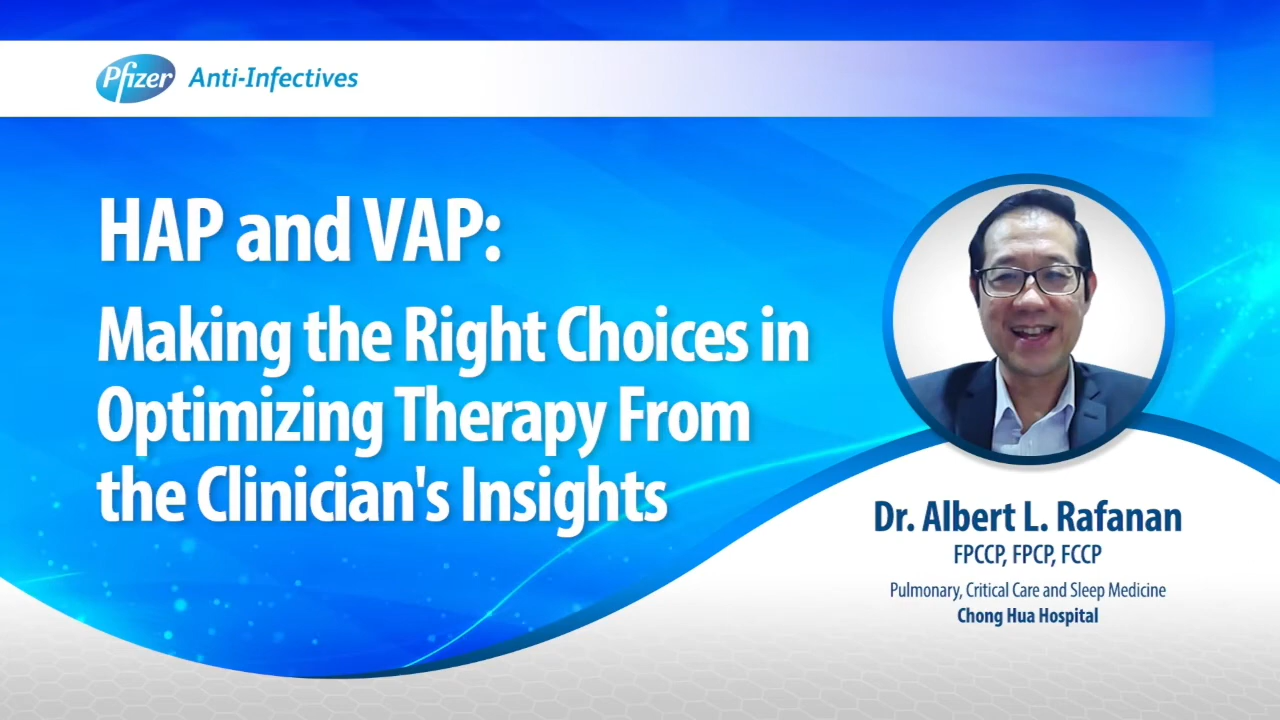 Pfizer Anti-Infectives
HAP and VAP:
Making the Right Choices in
Optimizing Therapy From
the Clinician's Insights
Dr. Albert L. Rafanan
FPCCP, FPCP, FCCP
Pulmonary, Critical Care and Sleep Medicine
Chong Hua Hospital